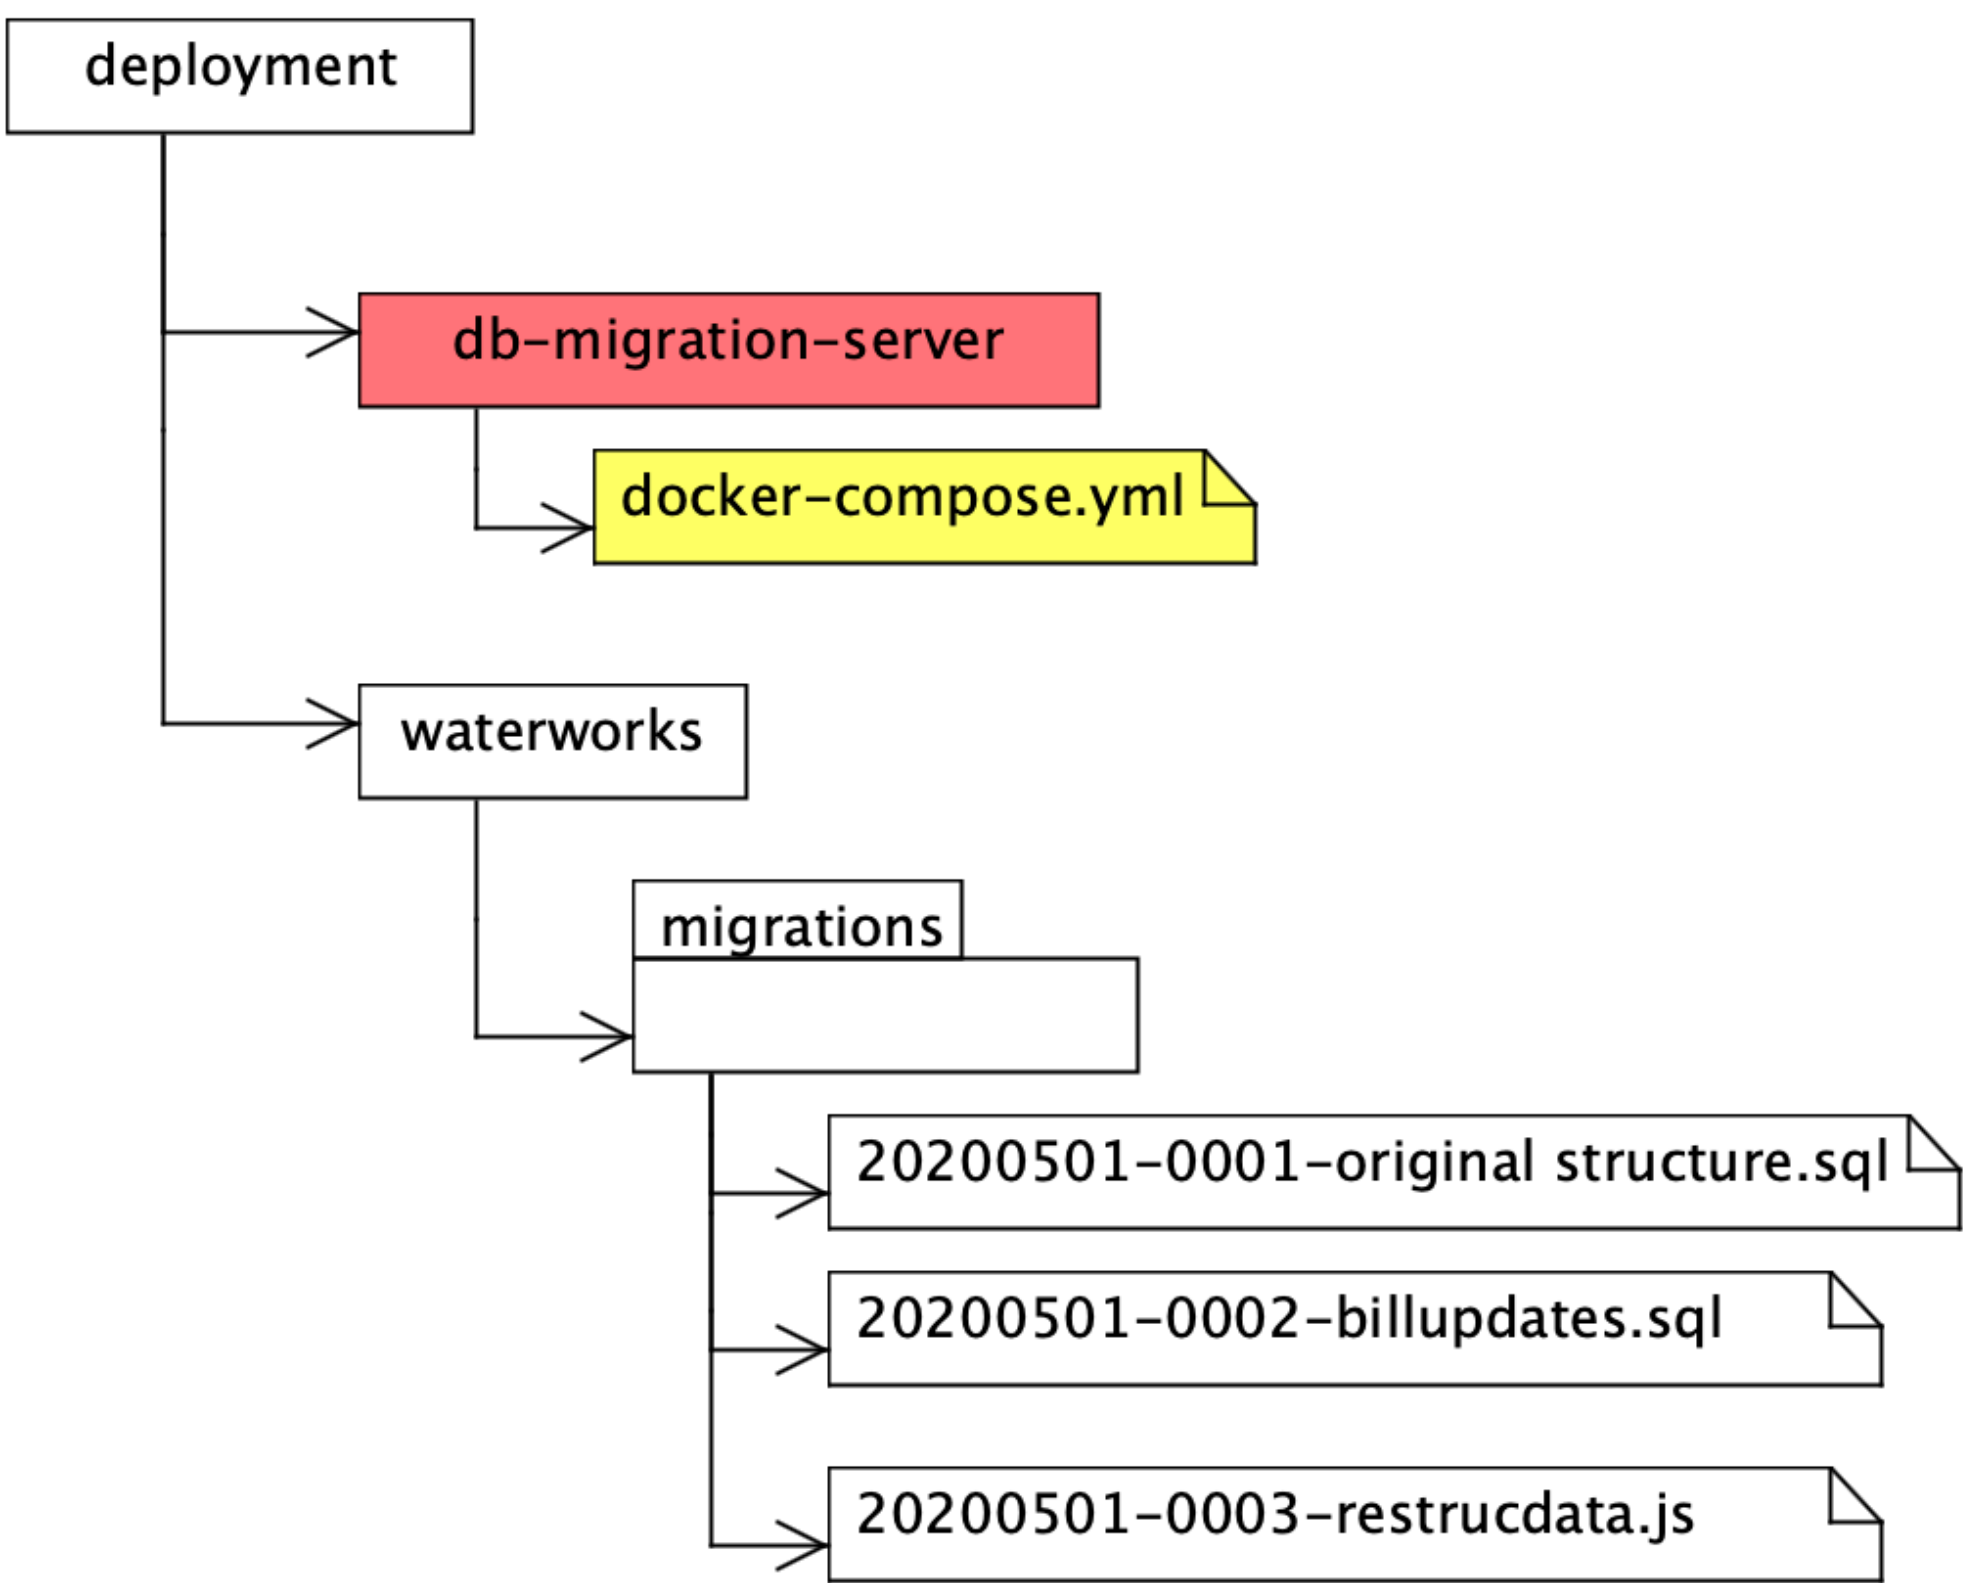 deployment
db-migration-server
docker-compose.yml
waterworks
migrations
20200501-0001-original structure.sql
20200501-0002-billupdates.sql
20200501-0003-restrucdata.js